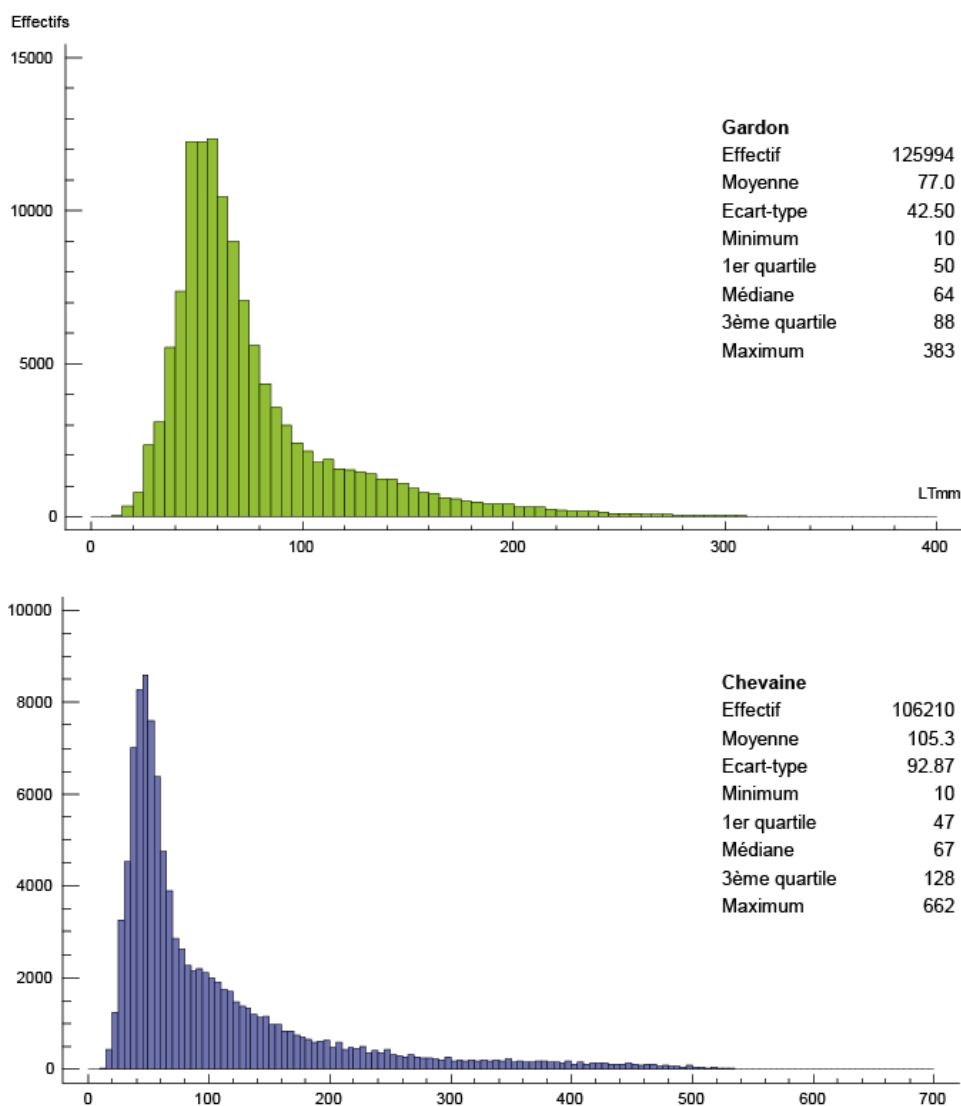 Effectifs
15000
10000
5000
0
Gardon
Effectif 125994
Moyenne 77.0
Ecart-type 42.50
Minimum 10
1er quartile 50
Médiane 64
3ème quartile 88
Maximum 383
LTmm
0 100 200 300 400
10000
8000
6000
4000
2000
0
Chevaine
Effectif 106210
Moyenne 105.3
Ecart-type 92.87
Minimum 10
1er quartile 47
Médiane 67
3ème quartile 128
Maximum 662
0 100 200 300 400 500 600 700